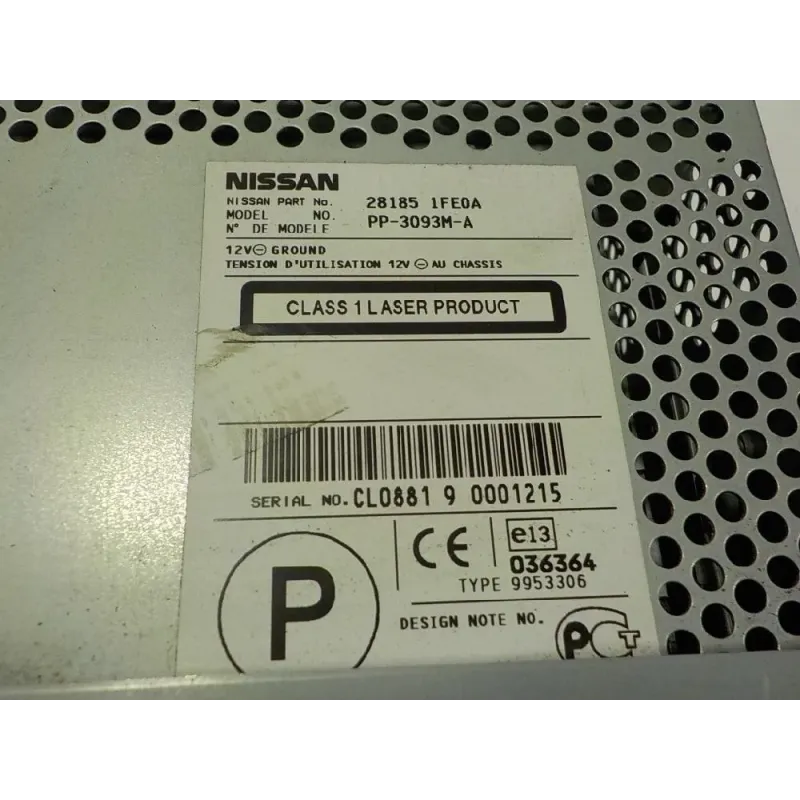 NISSAN
NISSAN PART No. 28185 1FE0A
MODEL NO. PP-3093M-A
N° DE MODELE
12V⊖ GROUND
TENSION D'UTILISATION 12V ⊖ AU CHASSIS
CLASS 1 LASER PRODUCT
SERIAL NO. CL0881 9 0001215
P
CE
e13
036364
TYPE 9953306
DESIGN NOTE NO.
PCT